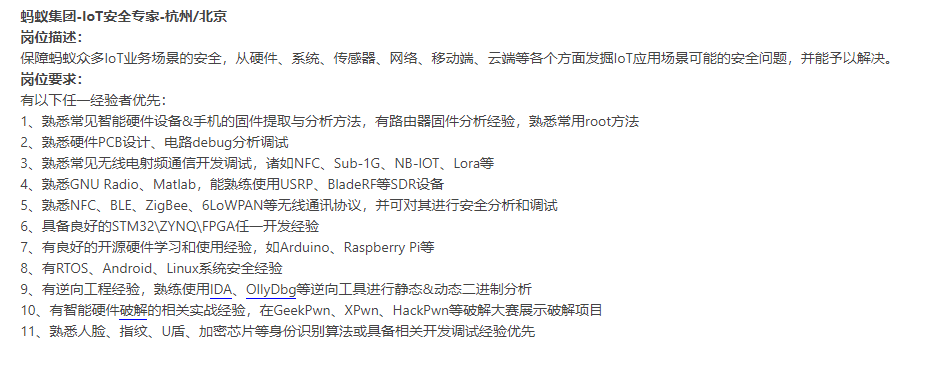 蚂蚁集团-IoT安全专家-杭州/北京
岗位描述：
保障蚂蚁众多IoT业务场景的安全，从硬件、系统、传感器、网络、移动端、云端等各个方面发掘IoT应用场景可能的安全问题，并能予以解决。
岗位要求：
有以下任一经验者优先：
1、熟悉常见智能硬件设备&手机的固件提取与分析方法，有路由器固件分析经验，熟悉常用root方法
2、熟悉硬件PCB设计、电路debug分析调试
3、熟悉常见无线电射频通信开发调试，诸如NFC、Sub-1G、NB-IOT、Lora等
4、熟悉GNU Radio、Matlab，能熟练使用USRP、BladeRF等SDR设备
5、熟悉NFC、BLE、ZigBee、6LoWPAN等无线通讯协议，并可对其进行安全分析和调试
6、具备良好的STM32\ZYNQ\FPGA任一开发经验
7、有良好的开源硬件学习和使用经验，如Arduino、Raspberry Pi等
8、有RTOS、Android、Linux系统安全经验
9、有逆向工程经验，熟练使用IDA、OllyDbg等逆向工具进行静态&动态二进制分析
10、有智能硬件破解的相关实战经验，在GeekPwn、XPwn、HackPwn等破解大赛展示破解项目
11、熟悉人脸、指纹、U盾、加密芯片等身份识别算法或具备相关开发调试经验优先